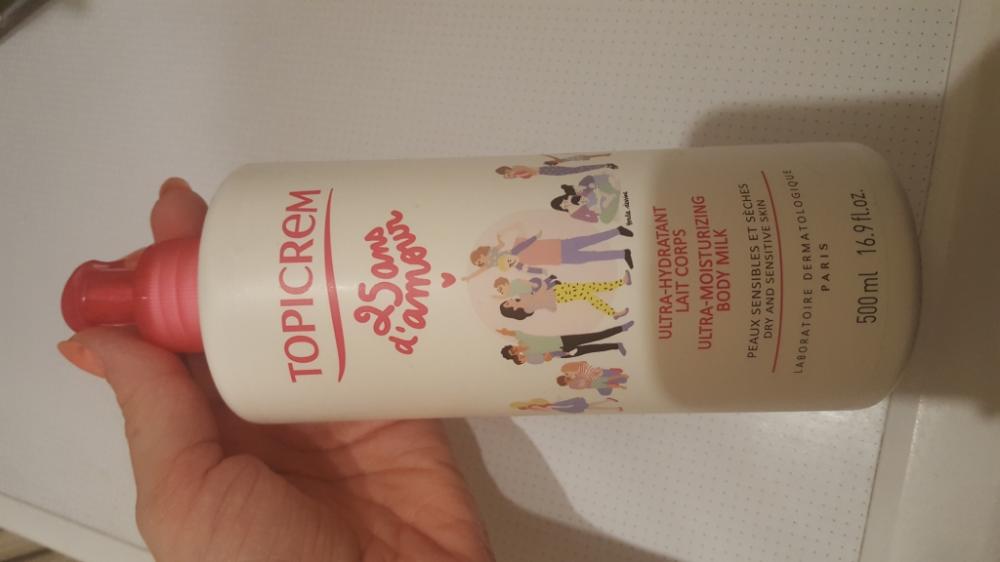 TOPICREM
25 ans
d'amour
ULTRA-HYDRATANT
LAIT CORPS
ULTRA-MOISTURIZING
BODY MILK
PEAUX SENSIBLES ET SÈCHES
DRY AND SENSITIVE SKIN
LABORATOIRE DERMATOLOGIQUE
PARIS
500 ml 16.9 fl.oz.